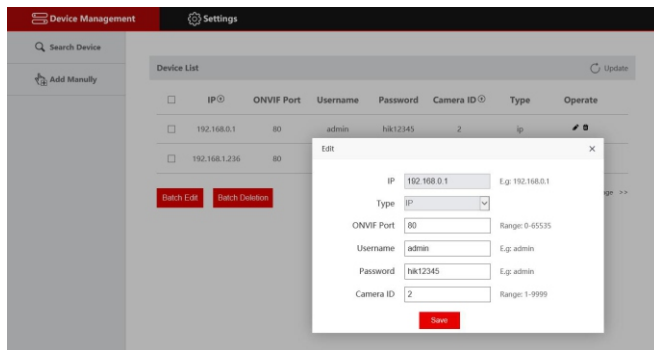 Device Management
Settings
Search Device
Add Manully
Device List
Update
IP ONVIF Port Username Password Camera ID Type Operate
192.168.0.1 80 admin hik12345 2 ip
192.168.1.236 80
Batch Edit Batch Deletion
ge >>
Edit
IP 192.168.0.1 E.g: 192.168.0.1
Type IP
ONVIF Port 80 Range: 0-65535
Username admin E.g: admin
Password hik12345 E.g: admin
Camera ID 2 Range: 1-9999
Save